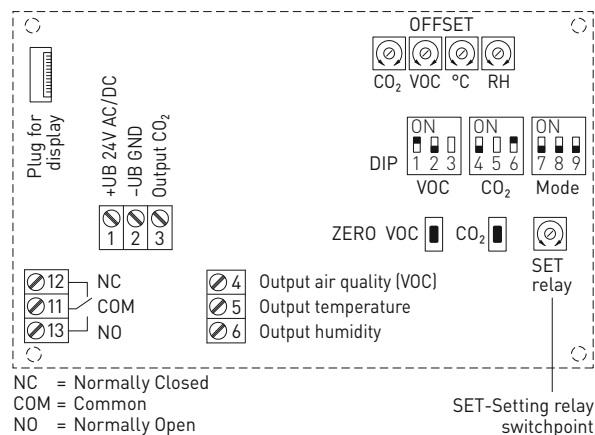 OFFSET
CO₂ VOC °C RH
Plug for
display
+UB 24V AC/DC
–UB GND
Output CO₂
1 2 3
ON ON ON
DIP 1 2 3 4 5 6 7 8 9
VOC CO₂ Mode
ZERO VOC CO₂
SET
relay
12 NC
11 COM
13 NO
4 Output air quality (VOC)
5 Output temperature
6 Output humidity
NC = Normally Closed
COM = Common
NO = Normally Open
SET-Setting relay
switchpoint